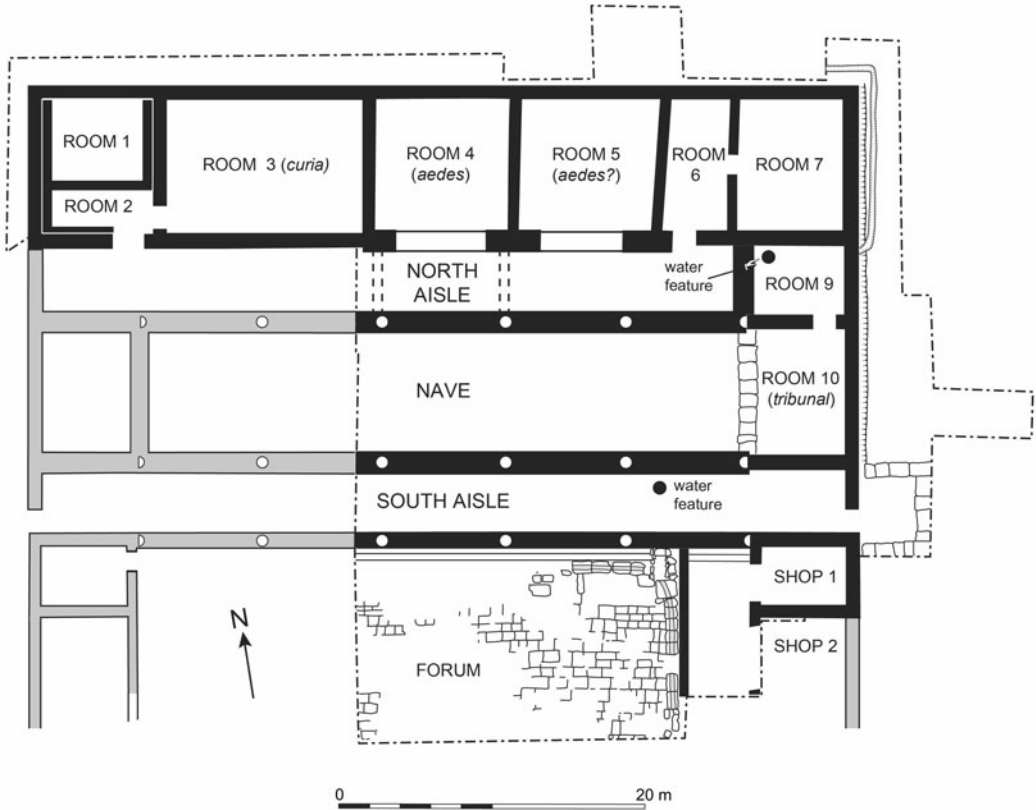 ROOM 1
ROOM 2
ROOM 3 (curia)
ROOM 4
(aedes)
ROOM 5
(aedes?)
ROOM
6
ROOM 7
NORTH
AISLE
water
feature
ROOM 9
NAVE
ROOM 10
(tribunal)
SOUTH AISLE
water
feature
SHOP 1
SHOP 2
N
FORUM
0
20 m